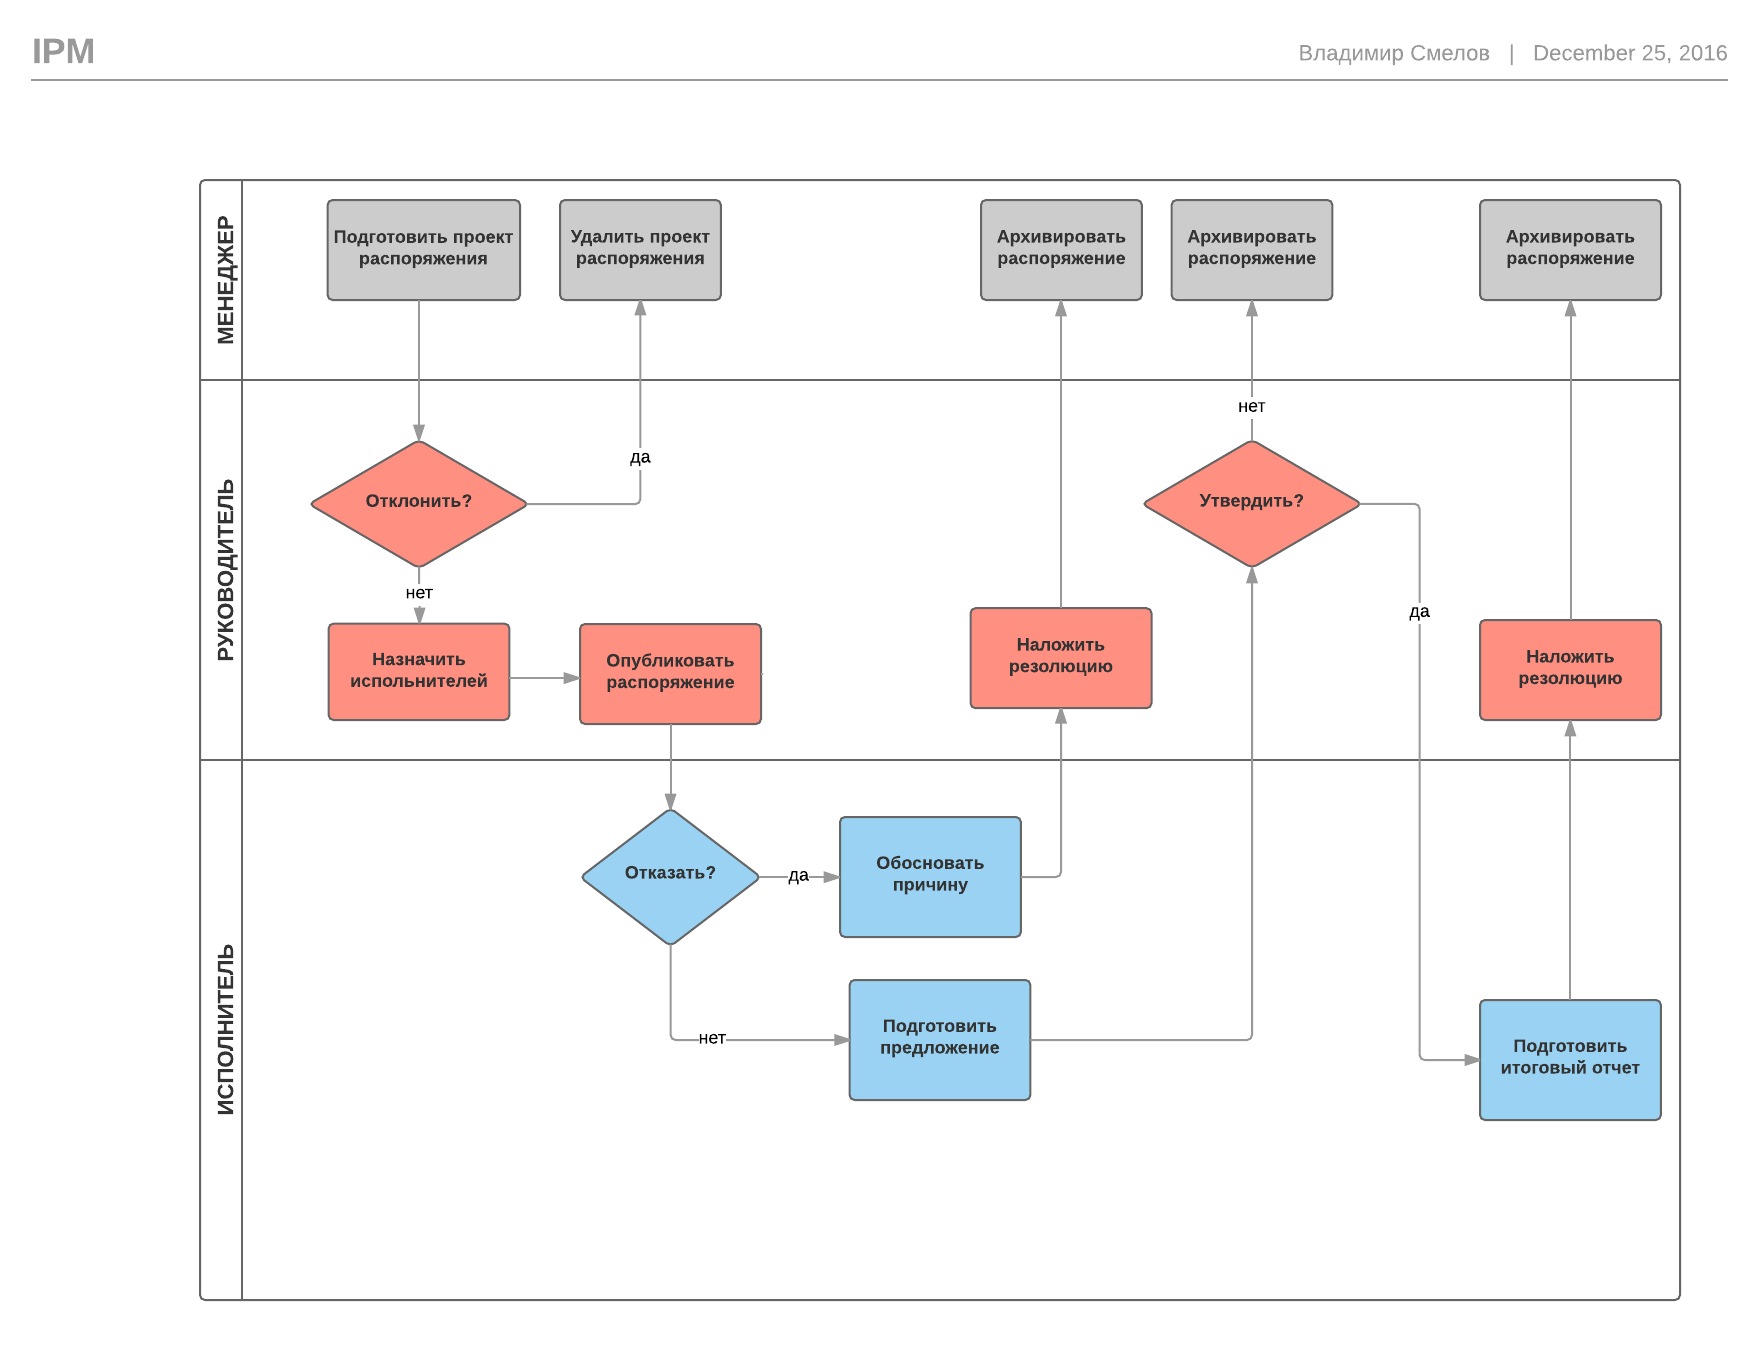 IPM
Владимир Смелов | December 25, 2016
МЕНЕДЖЕР
Подготовить проект
распоряжения
Удалить проект
распоряжения
Архивировать
распоряжение
Архивировать
распоряжение
Архивировать
распоряжение
РУКОВОДИТЕЛЬ
Отклонить?
да
нет
Назначить
испольнителей
Опубликовать
распоряжение
Наложить
резолюцию
нет
Утвердить?
да
Наложить
резолюцию
ИСПОЛНИТЕЛЬ
Отказать?
да
Обосновать
причину
нет
Подготовить
предложение
Подготовить
итоговый отчет